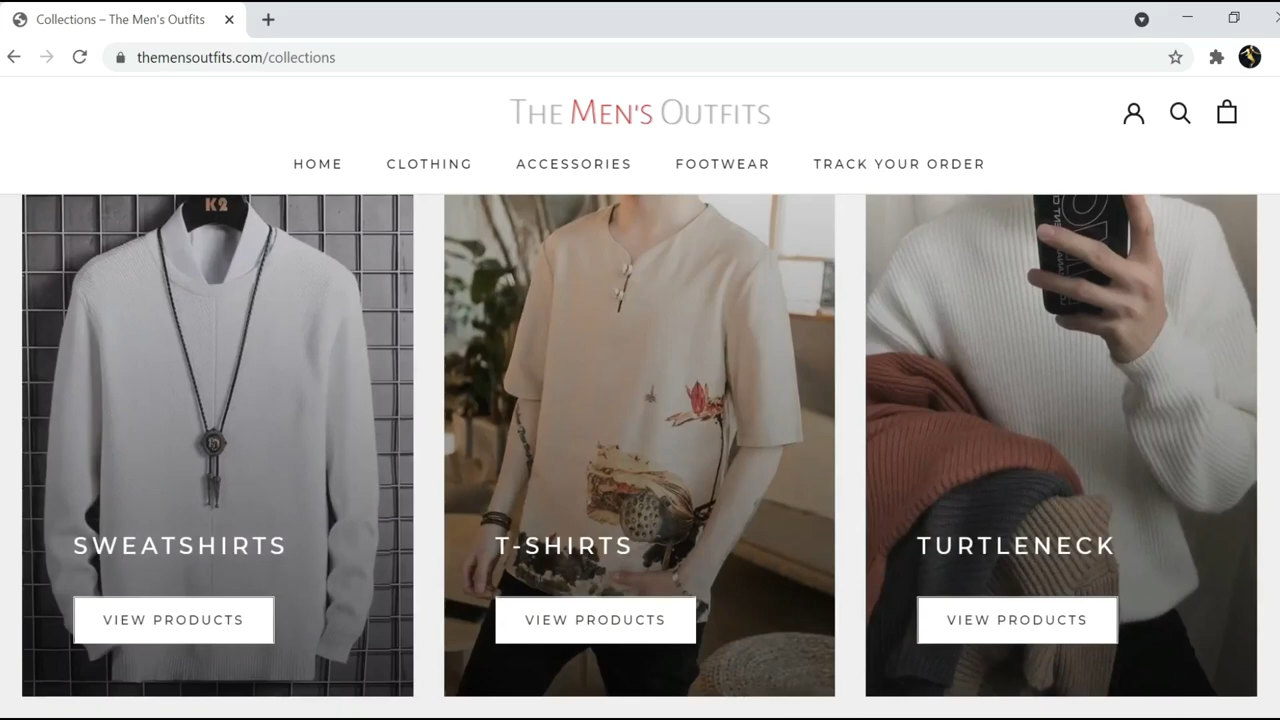 Collections – The Men's Outfits
themensoutfits.com/collections
THE MEN'S OUTFITS
HOME CLOTHING ACCESSORIES FOOTWEAR TRACK YOUR ORDER
K2
SWEATSHIRTS T-SHIRTS TURTLENECK
VIEW PRODUCTS VIEW PRODUCTS VIEW PRODUCTS